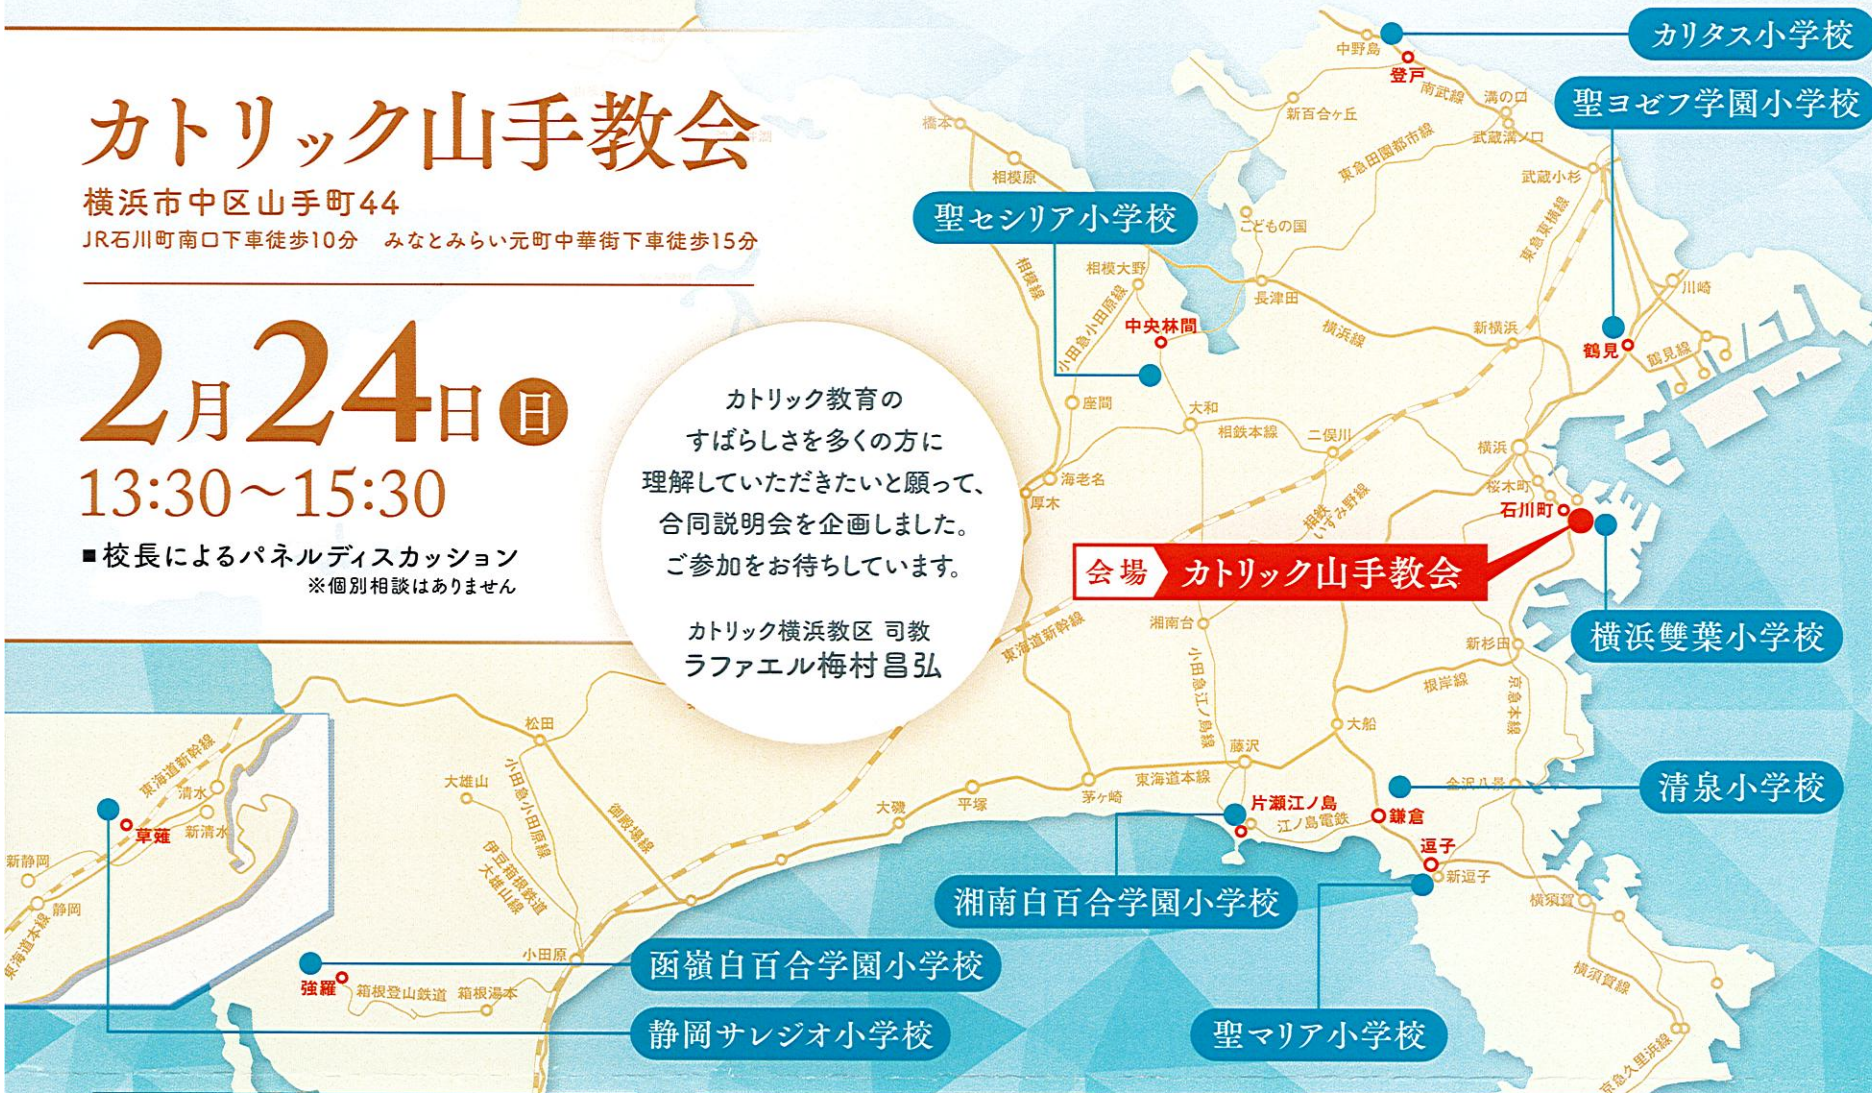 カトリック山手教会
横浜市中区山手町44
JR石川町南口下車徒歩10分　みなとみらい元町中華街下車徒歩15分
2月24日日
13:30～15:30
■校長によるパネルディスカッション
※個別相談はありません
カトリック教育の
すばらしさを多くの方に
理解していただきたいと願って、
合同説明会を企画しました。
ご参加をお待ちしています。
カトリック横浜教区 司教
ラファエル梅村昌弘
カリタス小学校
聖ヨゼフ学園小学校
聖セシリア小学校
会場 カトリック山手教会
横浜雙葉小学校
清泉小学校
湘南白百合学園小学校
聖マリア小学校
函嶺白百合学園小学校
静岡サレジオ小学校
中野島
登戸
南武線
溝の口
武蔵溝ノ口
新百合ヶ丘
東急田園都市線
武蔵小杉
東急東横線
橋本
相模原
こどもの国
相模線
相模大野
小田急小田原線
長津田
川崎
中央林間
横浜線
新横浜
鶴見
鶴見線
座間
大和
相鉄本線
二俣川
横浜
海老名
厚木
桜木町
石川町
相鉄
いずみ野線
湘南台
東海道新幹線
小田急江ノ島線
新杉田
根岸線
京急本線
大船
藤沢
東海道本線
茅ヶ崎
平塚
大磯
片瀬江ノ島
江ノ島電鉄
鎌倉
金沢八景
逗子
新逗子
横須賀
横須賀線
京急久里浜線
松田
大雄山
小田急小田原線
御殿場線
伊豆箱根鉄道
大雄山線
小田原
強羅
箱根登山鉄道
箱根湯本
東海道新幹線
清水
新清水
草薙
新静岡
静岡
東海道本線